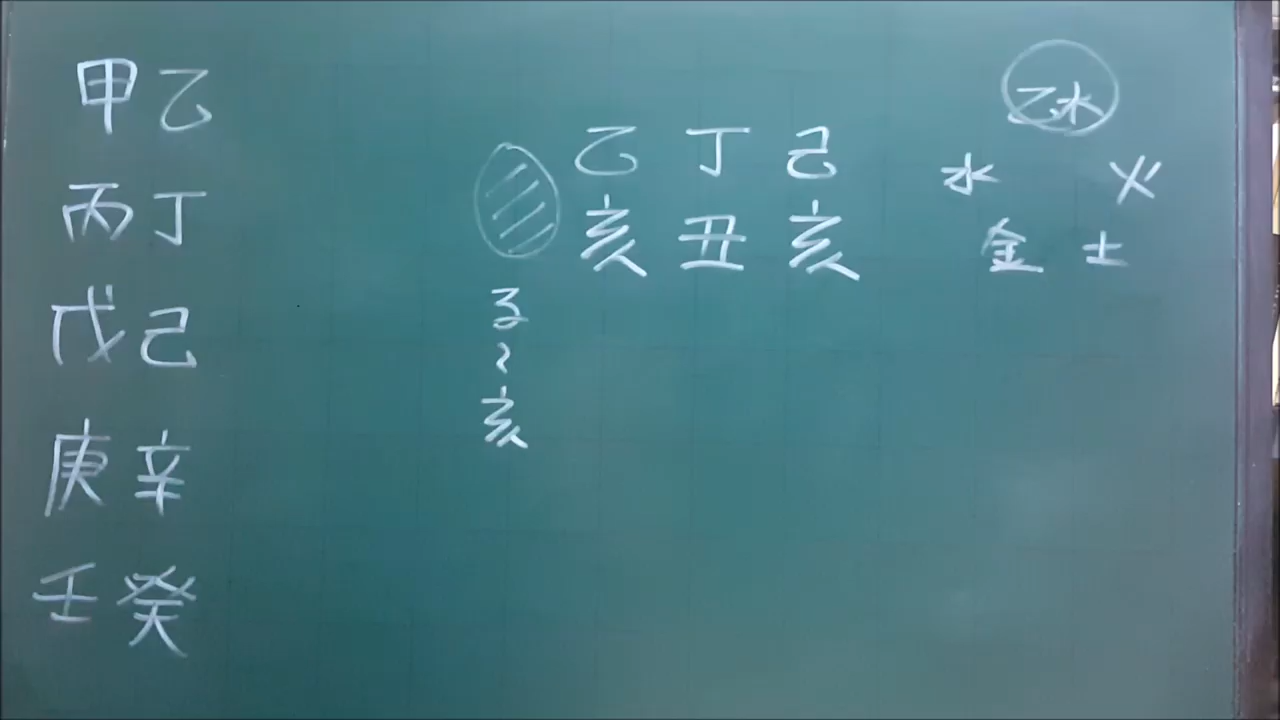 甲乙
丙丁
戊己
庚辛
壬癸
乙丁己
亥丑亥
子
~
亥
乙木
水 火
金 土